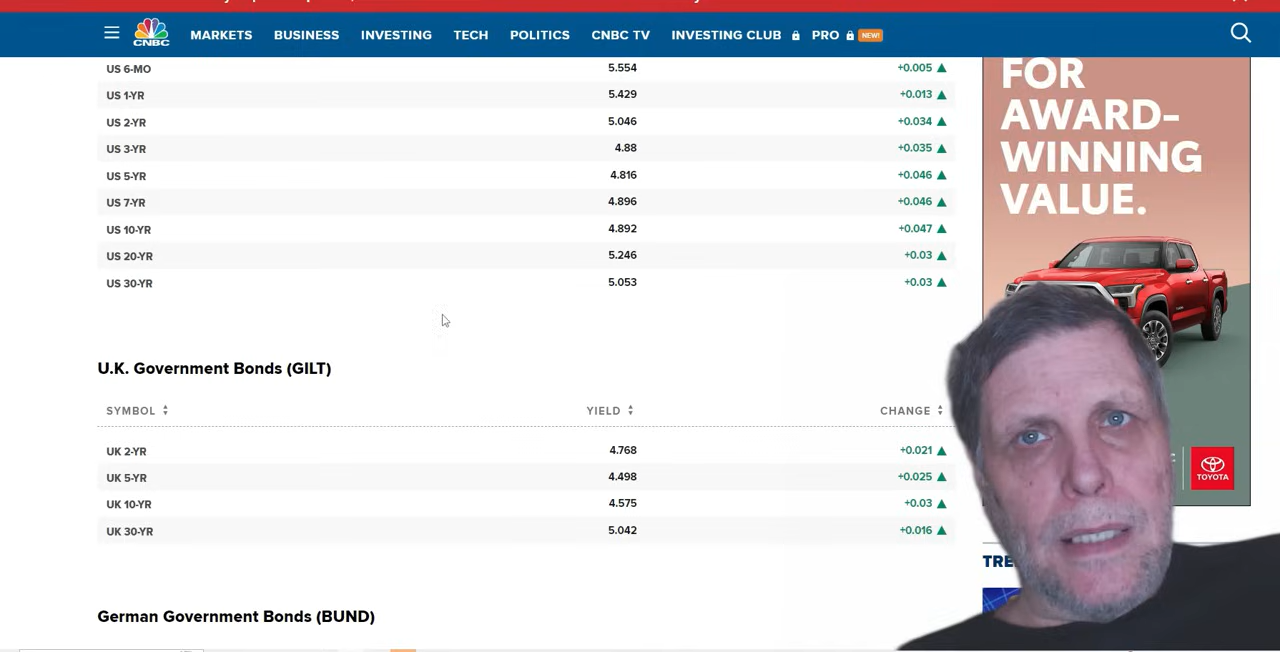 CNBC MARKETS BUSINESS INVESTING TECH POLITICS CNBC TV INVESTING CLUB PRO NEW!
US 6-MO 5.554 +0.005 ▲
US 1-YR 5.429 +0.013 ▲
US 2-YR 5.046 +0.034 ▲
US 3-YR 4.88 +0.035 ▲
US 5-YR 4.816 +0.046 ▲
US 7-YR 4.896 +0.046 ▲
US 10-YR 4.892 +0.047 ▲
US 20-YR 5.246 +0.03 ▲
US 30-YR 5.053 +0.03 ▲
U.K. Government Bonds (GILT)
SYMBOL YIELD CHANGE
UK 2-YR 4.768 +0.021 ▲
UK 5-YR 4.498 +0.025 ▲
UK 10-YR 4.575 +0.03 ▲
UK 30-YR 5.042 +0.016 ▲
German Government Bonds (BUND)
FOR
AWARD-
WINNING
VALUE.
TOYOTA